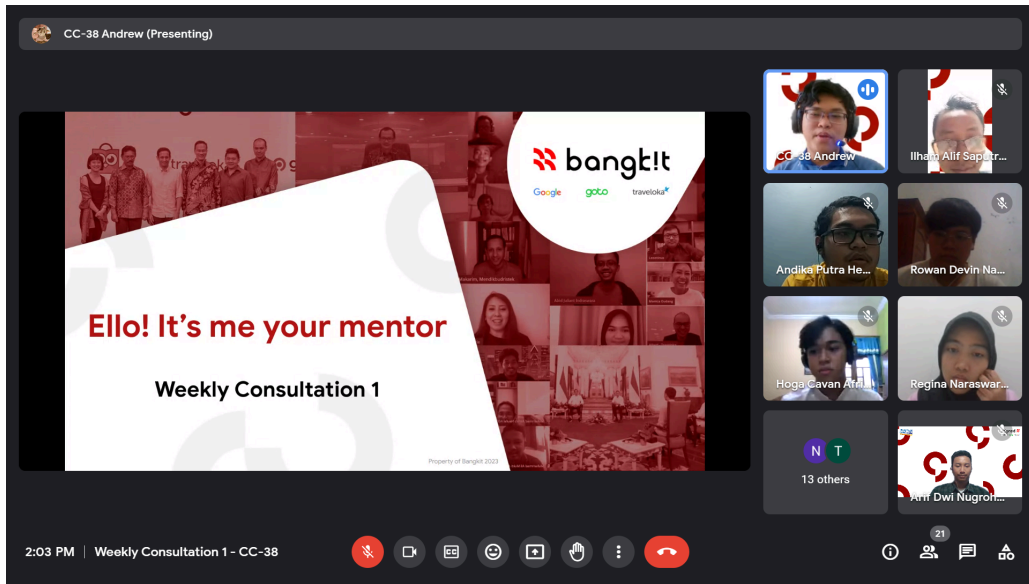 CC-38 Andrew (Presenting)
bangk!t
Google goto traveloka
Ello! It's me your mentor
Weekly Consultation 1
Property of Bangkit 2023
CC-38 Andrew
Ilham Alif Saputr...
Andika Putra He...
Rowan Devin Na...
Hoga Cavan Afri...
Regina Naraswar...
N T
13 others
Arif Dwi Nugroh...
2:03 PM | Weekly Consultation 1 - CC-38
CC
21